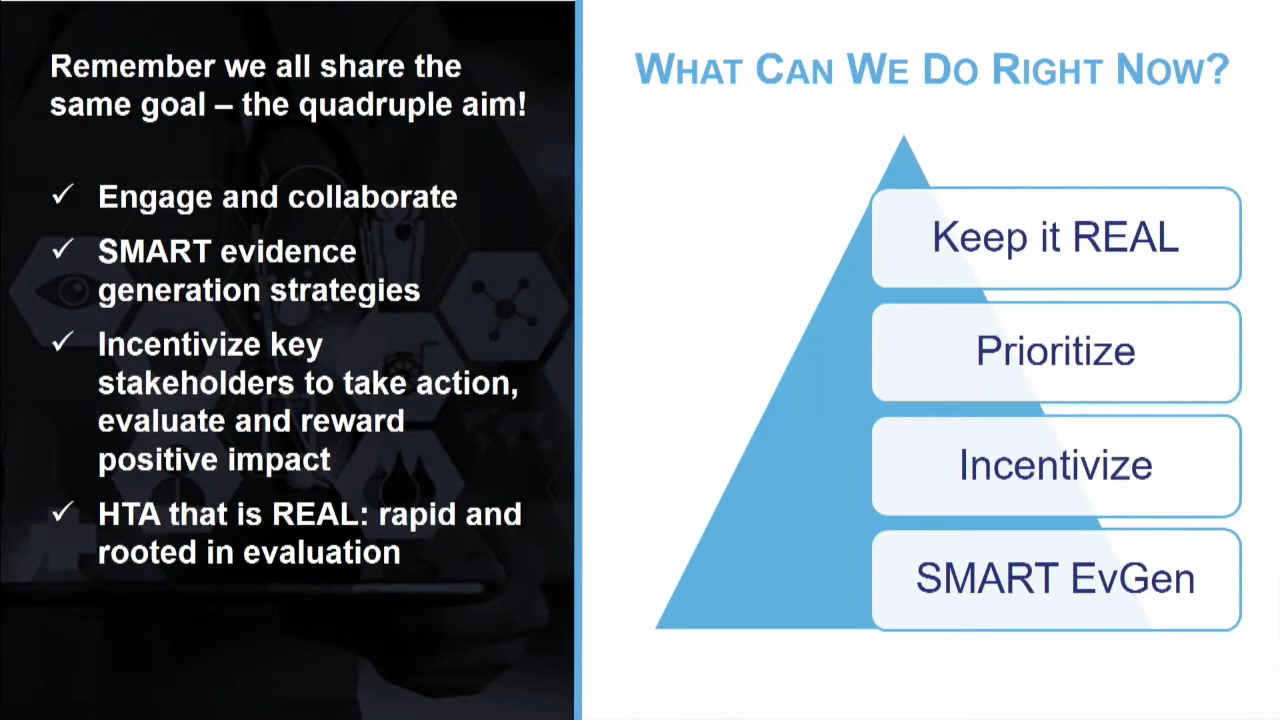 Remember we all share the
same goal – the quadruple aim!
✓ Engage and collaborate
✓ SMART evidence
generation strategies
✓ Incentivize key
stakeholders to take action,
evaluate and reward
positive impact
✓ HTA that is REAL: rapid and
rooted in evaluation
WHAT CAN WE DO RIGHT NOW?
Keep it REAL
Prioritize
Incentivize
SMART EvGen